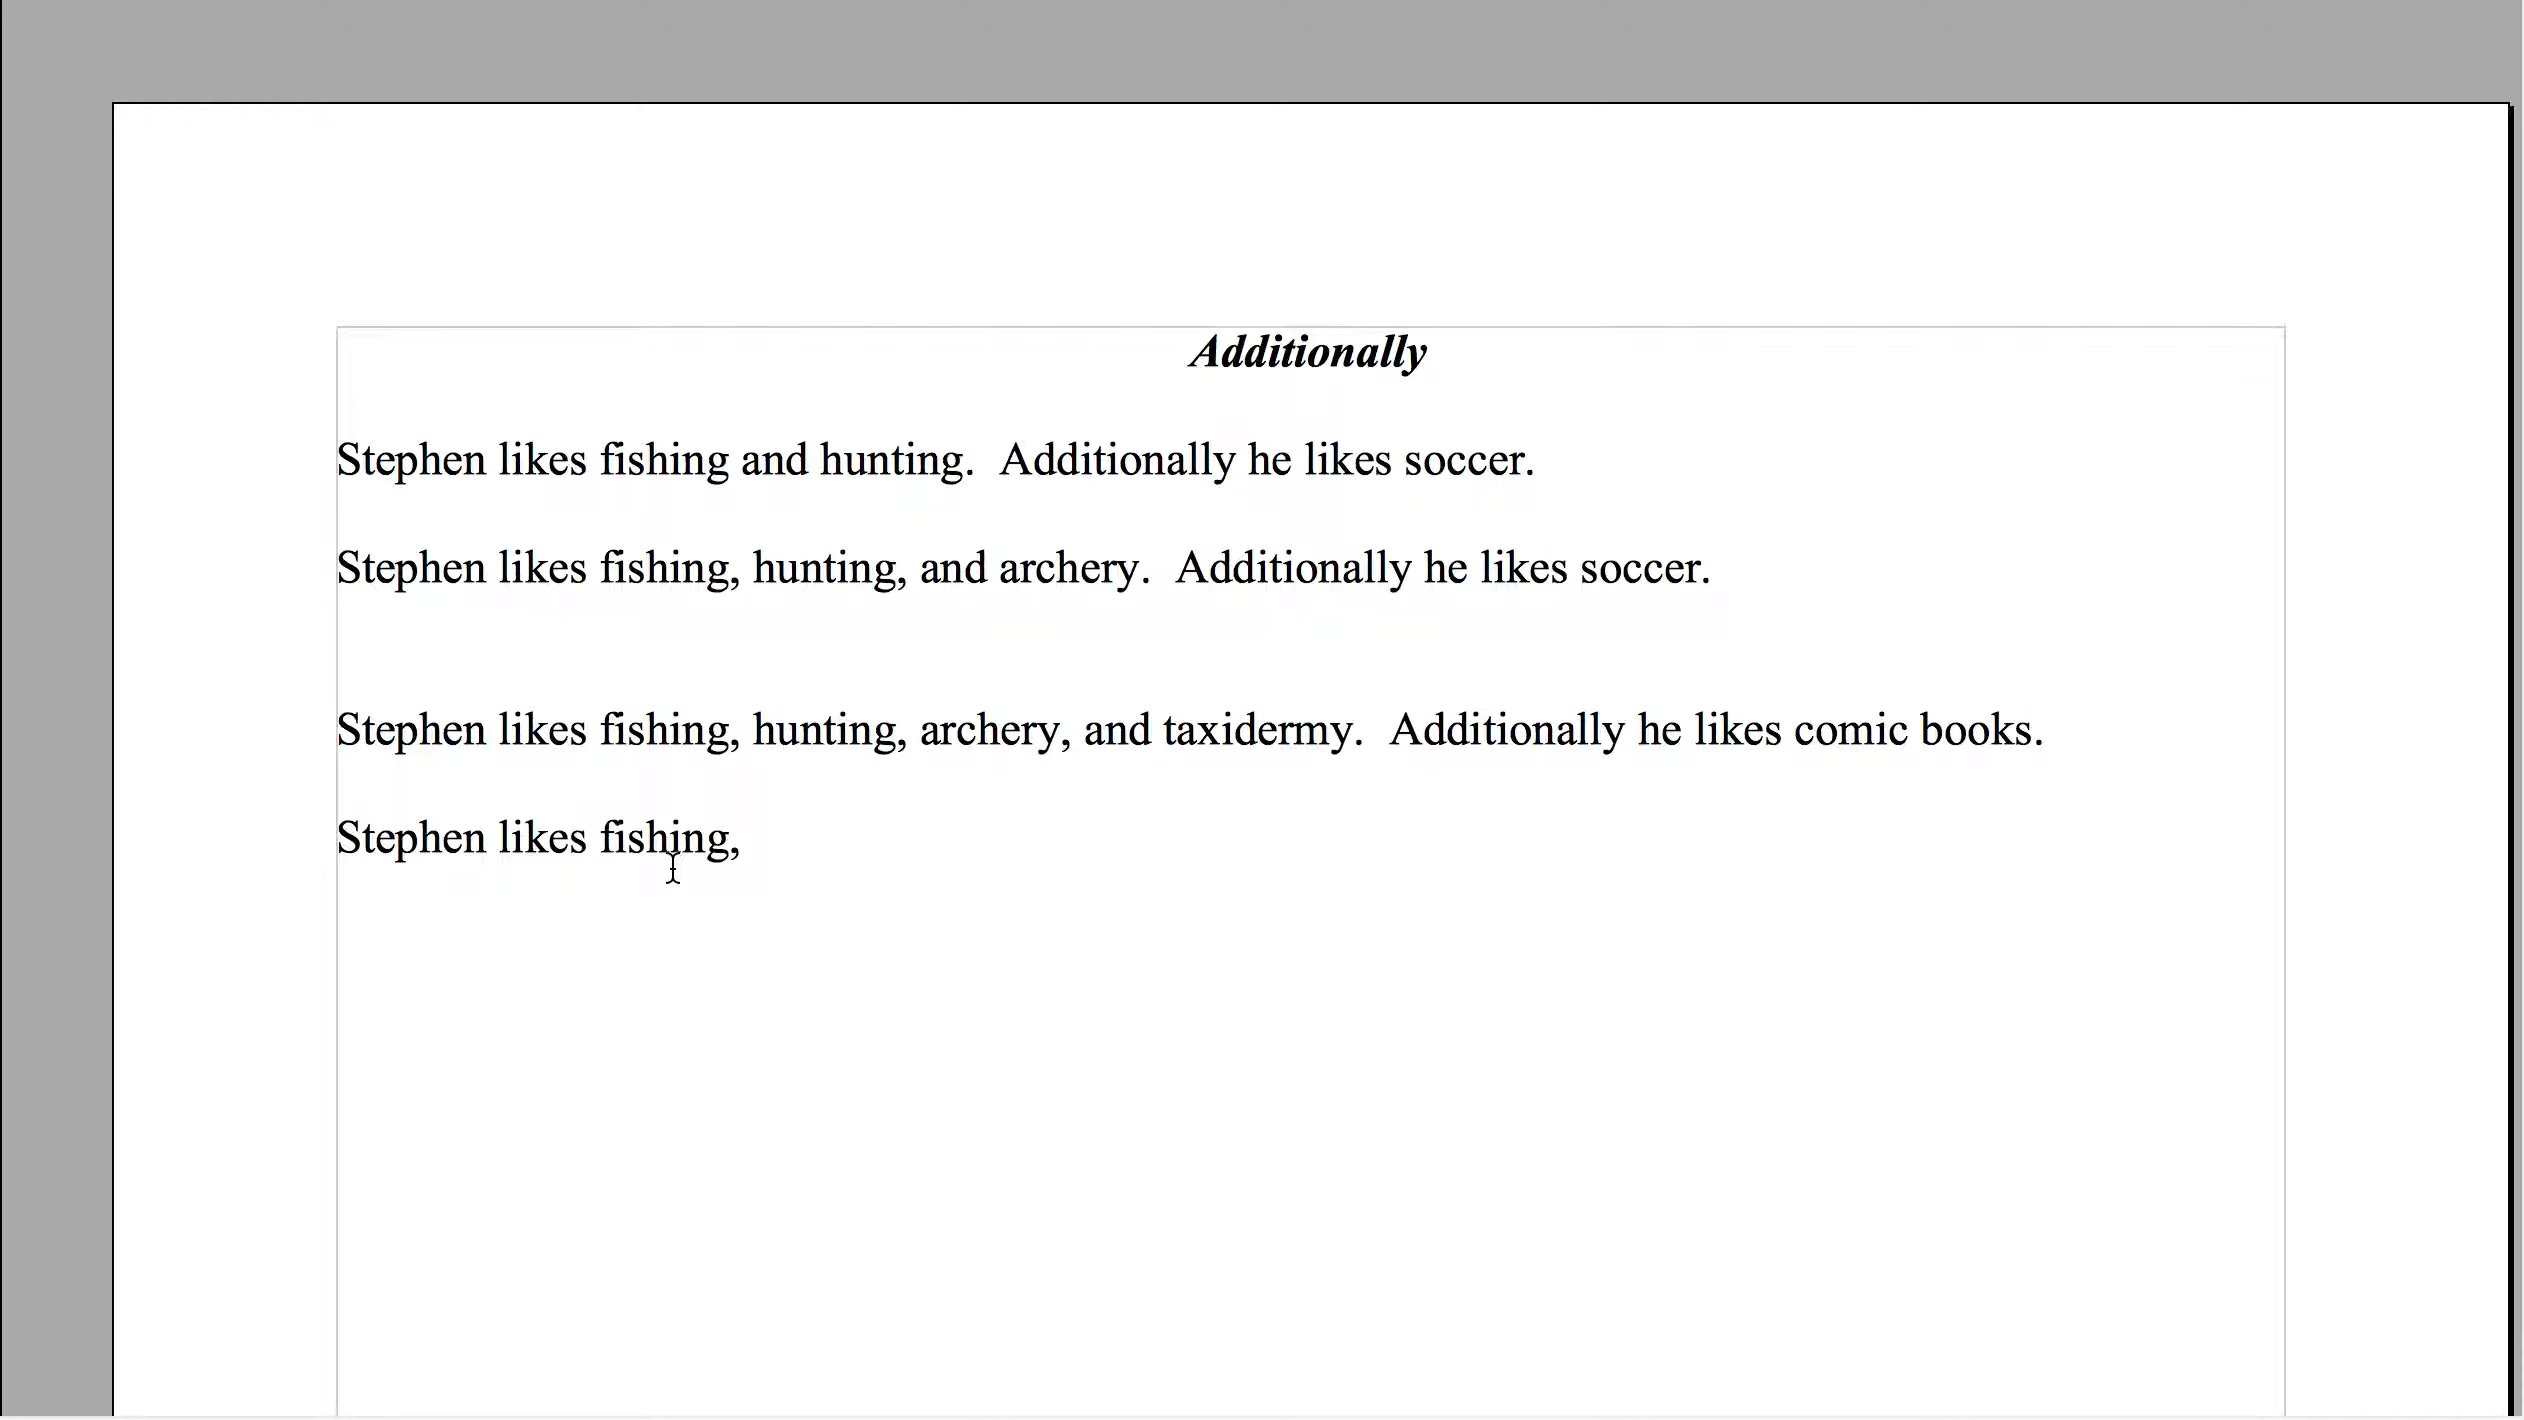 Additionally
Stephen likes fishing and hunting.  Additionally he likes soccer.
Stephen likes fishing, hunting, and archery.  Additionally he likes soccer.
Stephen likes fishing, hunting, archery, and taxidermy.  Additionally he likes comic books.
Stephen likes fishing,